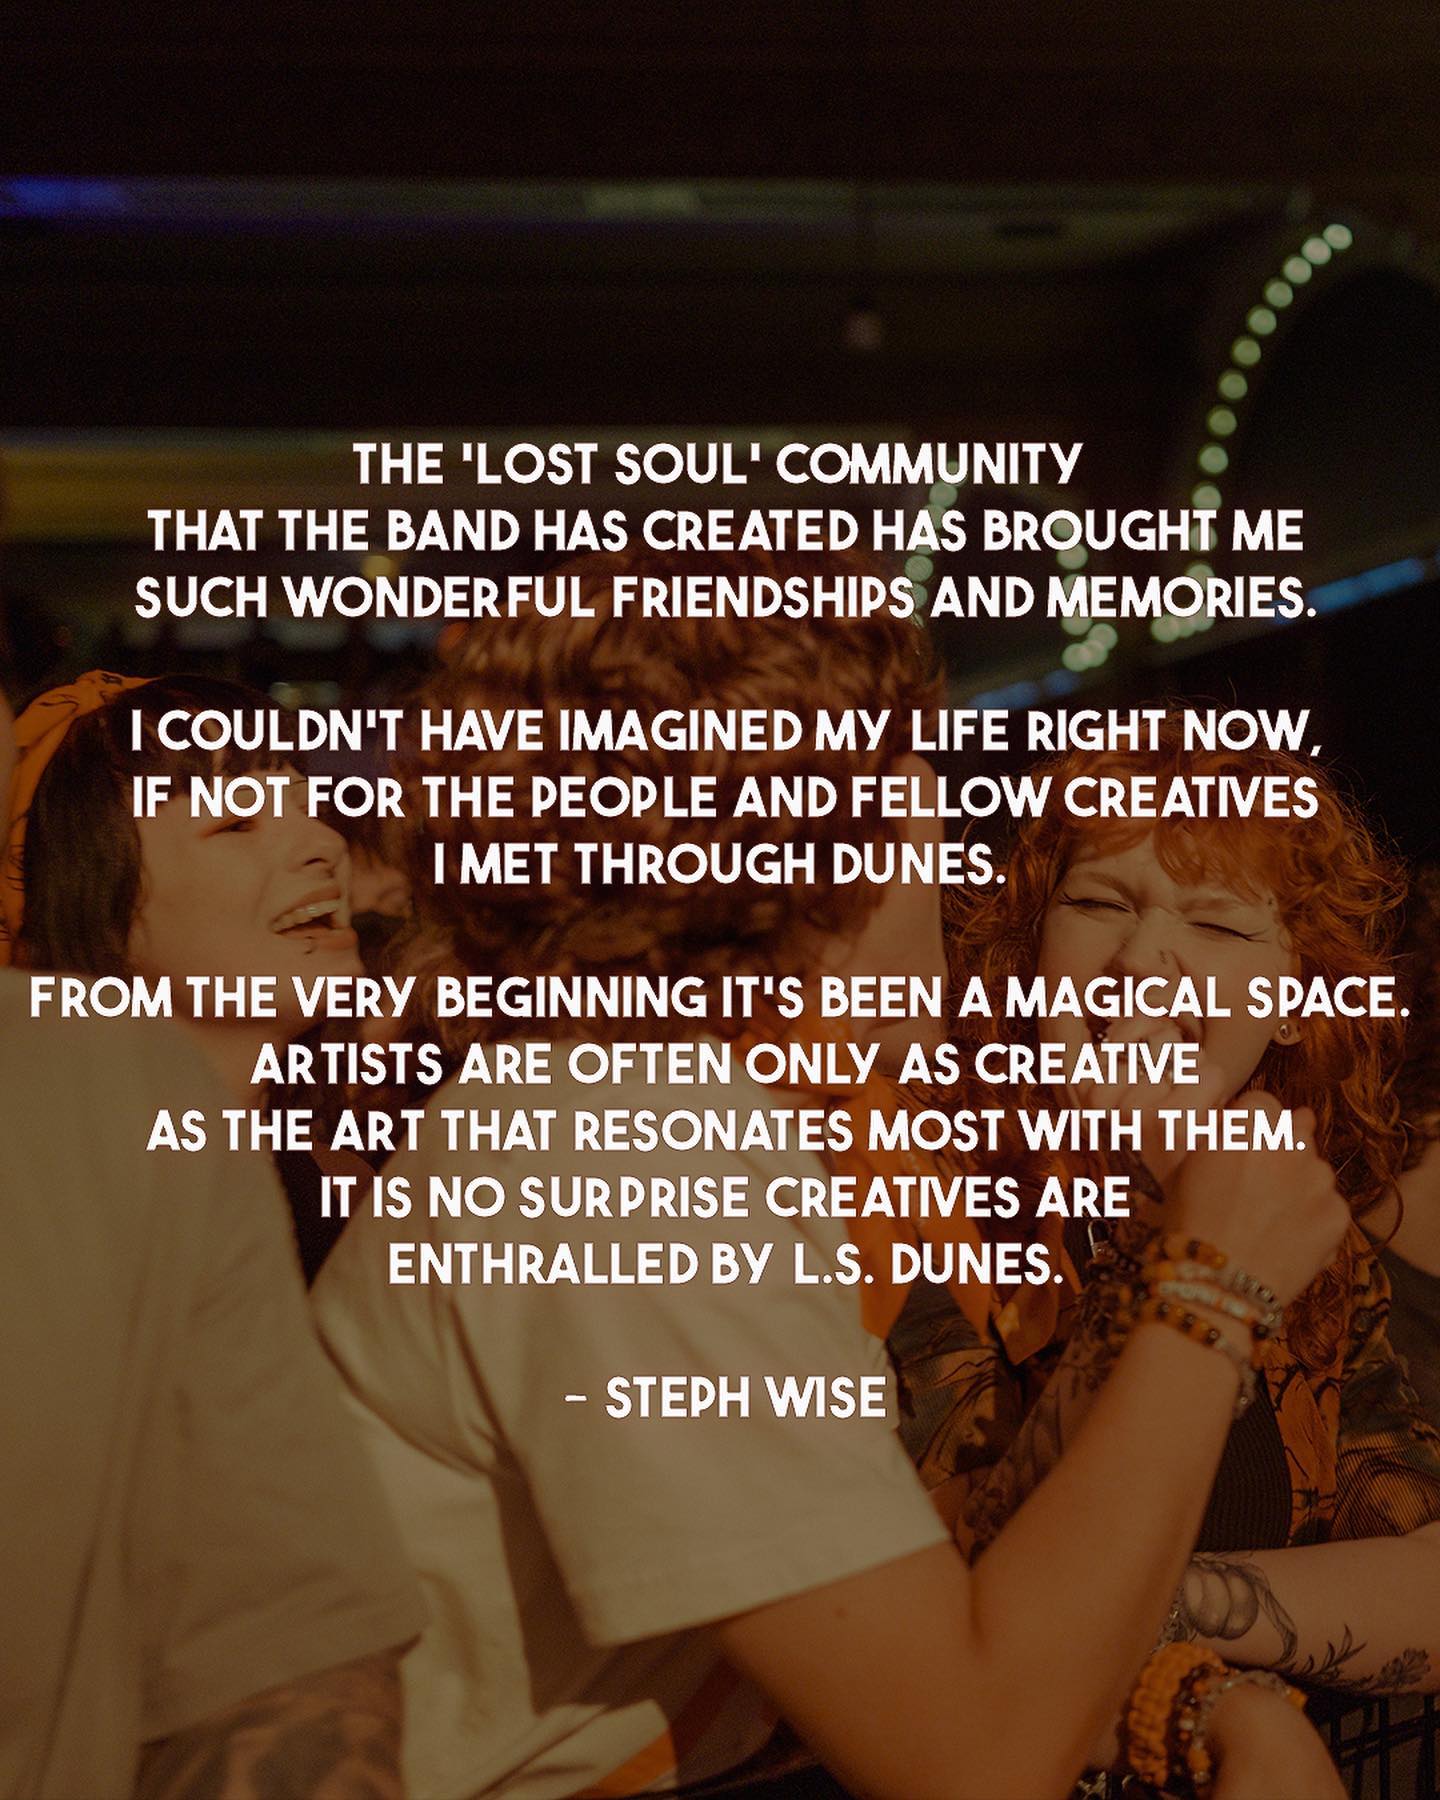 THE 'LOST SOUL' COMMUNITY
THAT THE BAND HAS CREATED HAS BROUGHT ME
SUCH WONDERFUL FRIENDSHIPS AND MEMORIES.
I COULDN'T HAVE IMAGINED MY LIFE RIGHT NOW,
IF NOT FOR THE PEOPLE AND FELLOW CREATIVES
I MET THROUGH DUNES.
FROM THE VERY BEGINNING IT'S BEEN A MAGICAL SPACE.
ARTISTS ARE OFTEN ONLY AS CREATIVE
AS THE ART THAT RESONATES MOST WITH THEM.
IT IS NO SURPRISE CREATIVES ARE
ENTHRALLED BY L.S. DUNES.
- STEPH WISE